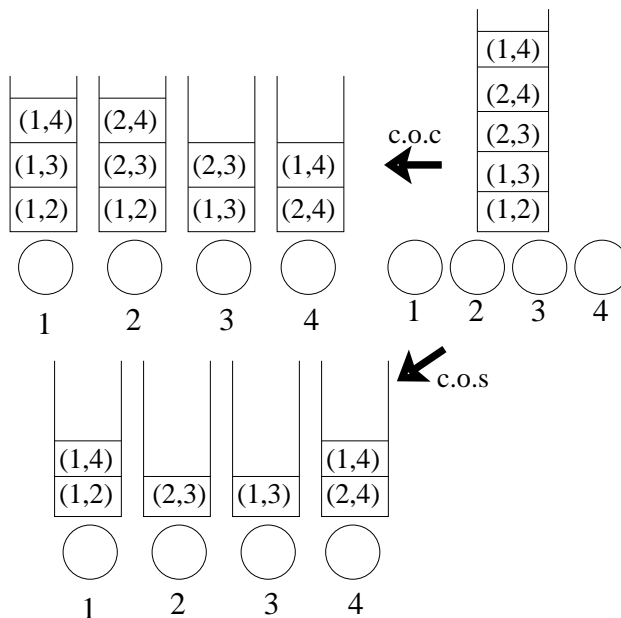 (1,4) (2,4)
(1,3) (2,3) (2,3) (1,4)
(1,2) (1,2) (1,3) (2,4)
1 2 3 4
c.o.c
(1,4)
(2,4)
(2,3)
(1,3)
(1,2)
1 2 3 4
c.o.s
(1,4) (1,4)
(1,2) (2,3) (1,3) (2,4)
1 2 3 4